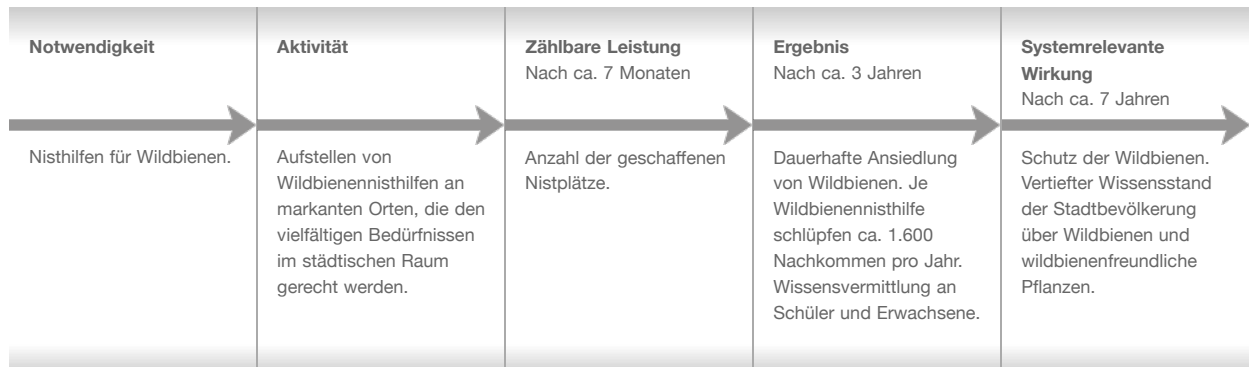 Notwendigkeit
Aktivität
Zählbare Leistung
Nach ca. 7 Monaten
Ergebnis
Nach ca. 3 Jahren
Systemrelevante
Wirkung
Nach ca. 7 Jahren
Nisthilfen für Wildbienen.
Aufstellen von
Wildbienennisthilfen an
markanten Orten, die den
vielfältigen Bedürfnissen
im städtischen Raum
gerecht werden.
Anzahl der geschaffenen
Nistplätze.
Dauerhafte Ansiedlung
von Wildbienen. Je
Wildbienennisthilfe
schlüpfen ca. 1.600
Nachkommen pro Jahr.
Wissensvermittlung an
Schüler und Erwachsene.
Schutz der Wildbienen.
Vertiefter Wissensstand
der Stadtbevölkerung
über Wildbienen und
wildbienenfreundliche
Pflanzen.